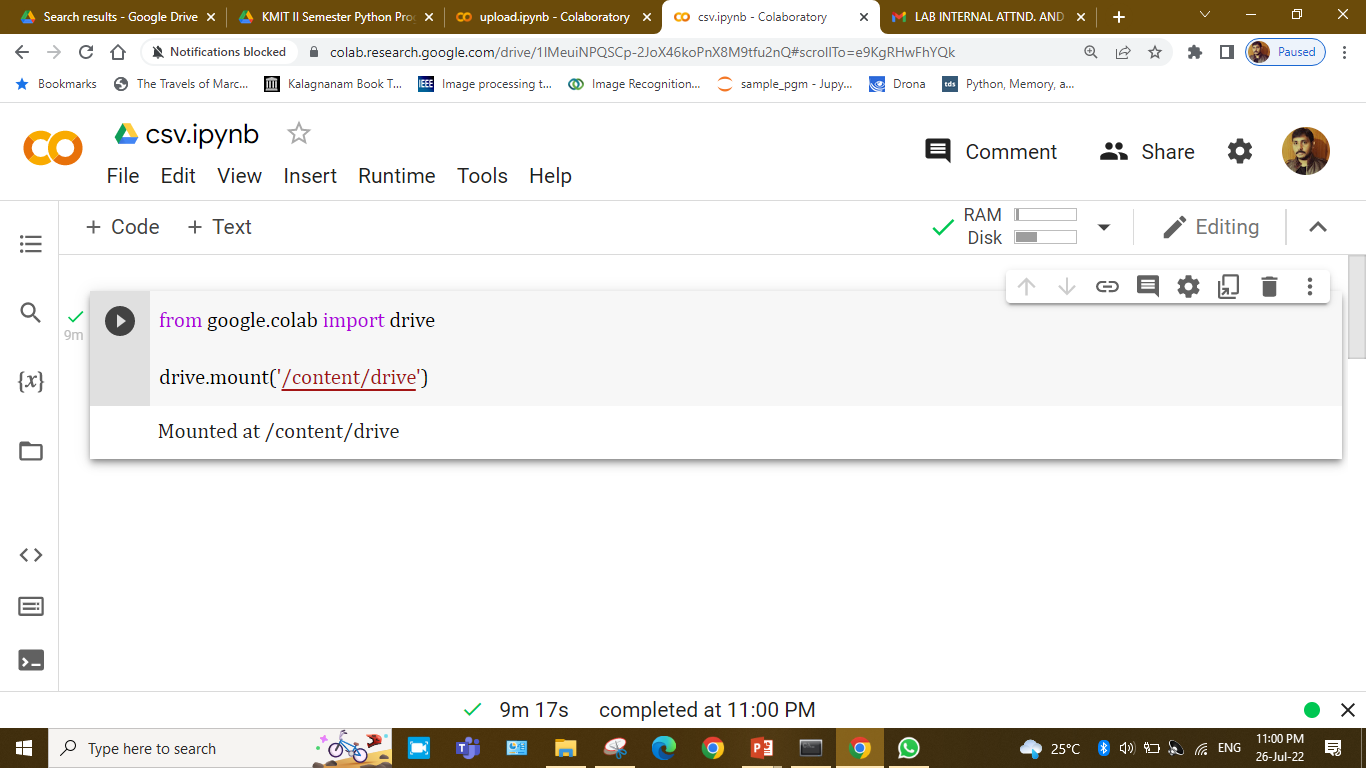 Search results - Google Drive
KMIT II Semester Python Pro
upload.ipynb - Colaboratory
csv.ipynb - Colaboratory
LAB INTERNAL ATTND. AND
Notifications blocked
colab.research.google.com/drive/1IMeuiNPQSCp-2JoX46koPnX8M9tfu2nQ#scrollTo=e9KgRHwFhYQk
Paused
Bookmarks
The Travels of Marc...
Kalagnanam Book T...
IEEE
Image processing t...
Image Recognition...
sample_pgm - Jupy...
Drona
tds
Python, Memory, a...
csv.ipynb
Comment
Share
File Edit View Insert Runtime Tools Help
+ Code + Text
RAM
Disk
Editing
9m
from google.colab import drive
drive.mount('/content/drive')
Mounted at /content/drive
{x}
9m 17s completed at 11:00 PM
Type here to search
25°C
ENG
11:00 PM
26-Jul-22